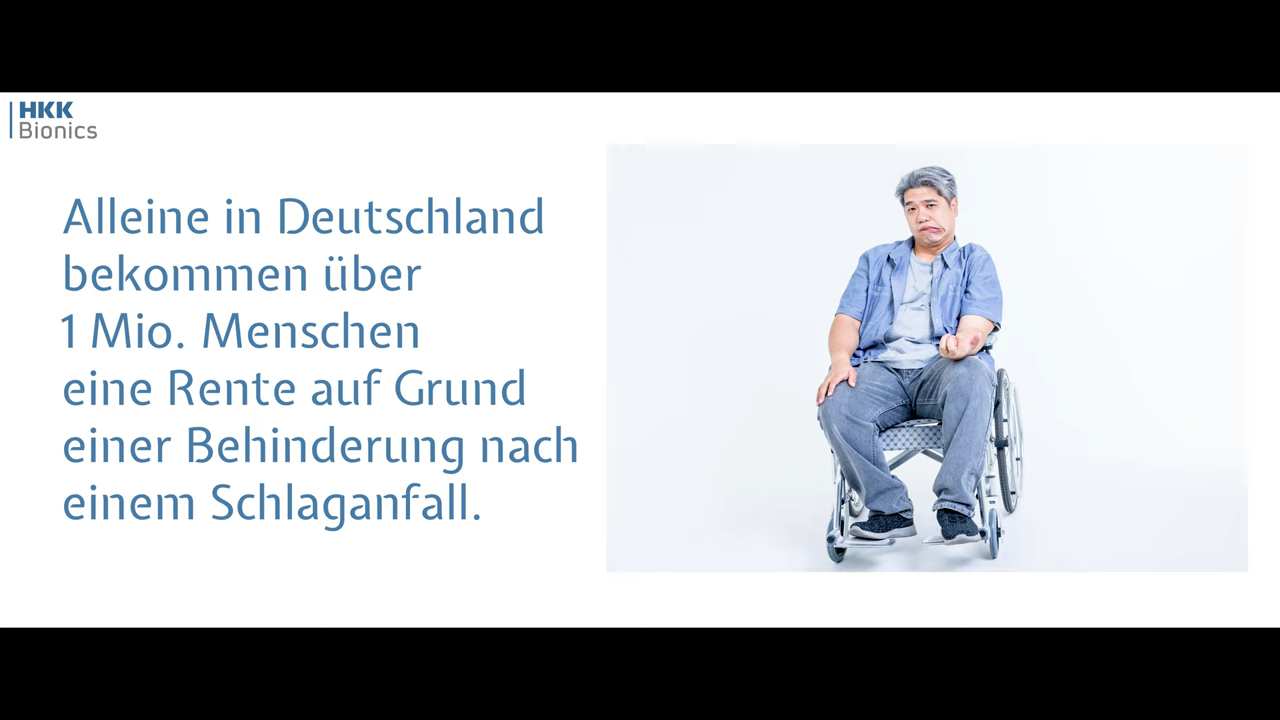 HKK
Bionics
Alleine in Deutschland
bekommen über
1 Mio. Menschen
eine Rente auf Grund
einer Behinderung nach
einem Schlaganfall.